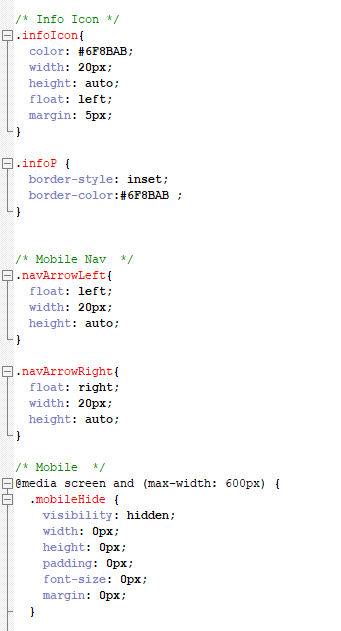 /* Info Icon */
.infoIcon{
  color: #6F8BAB;
  width: 20px;
  height: auto;
  float: left;
  margin: 5px;
}

.infoP {
  border-style: inset;
  border-color:#6F8BAB ;
}

/* Mobile Nav  */
.navArrowLeft{
  float: left;
  width: 20px;
  height: auto;
}

.navArrowRight{
  float: right;
  width: 20px;
  height: auto;
}

/* Mobile  */
@media screen and (max-width: 600px) {
  .mobileHide {
    visibility: hidden;
    width: 0px;
    height: 0px;
    padding: 0px;
    font-size: 0px;
    margin: 0px;
  }